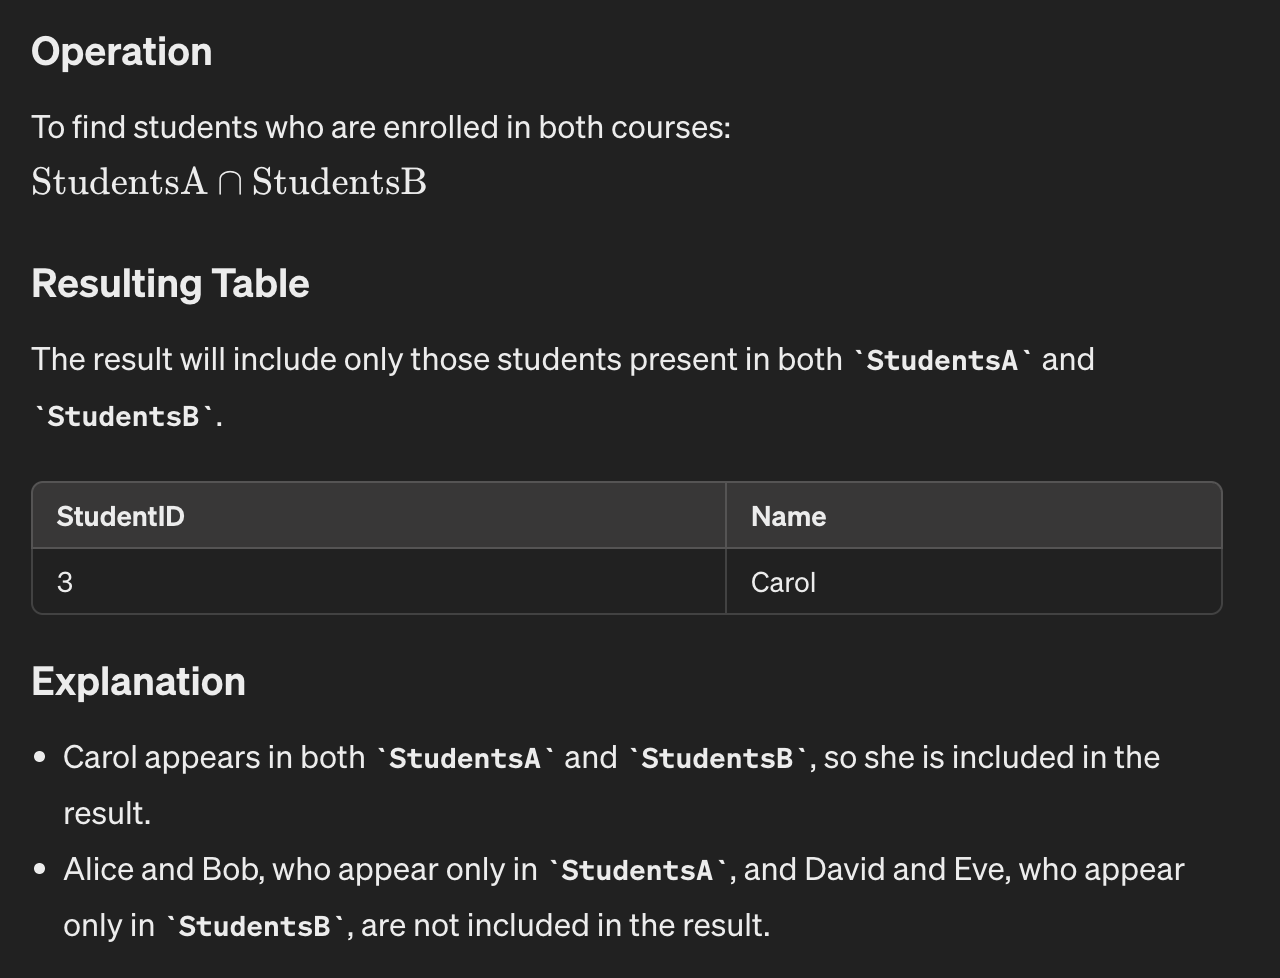 Operation
To find students who are enrolled in both courses:
StudentsA ∩ StudentsB
Resulting Table
The result will include only those students present in both `StudentsA` and
`StudentsB`.
StudentID Name
3 Carol
Explanation
• Carol appears in both `StudentsA` and `StudentsB`, so she is included in the
result.
• Alice and Bob, who appear only in `StudentsA`, and David and Eve, who appear
only in `StudentsB`, are not included in the result.